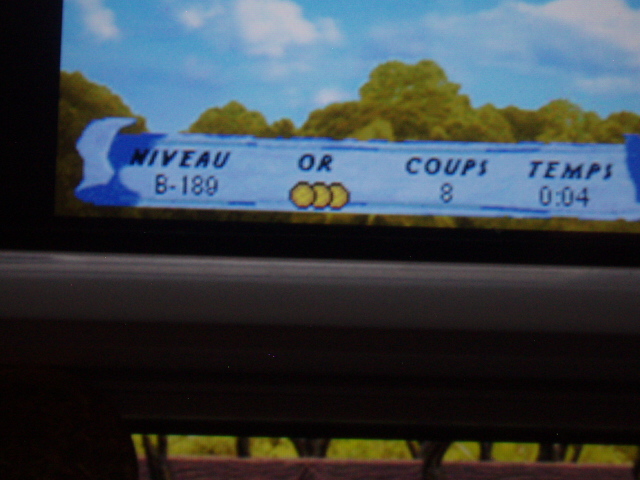 NIVEAU OR COUPS TEMPS
B-189 8 0:04